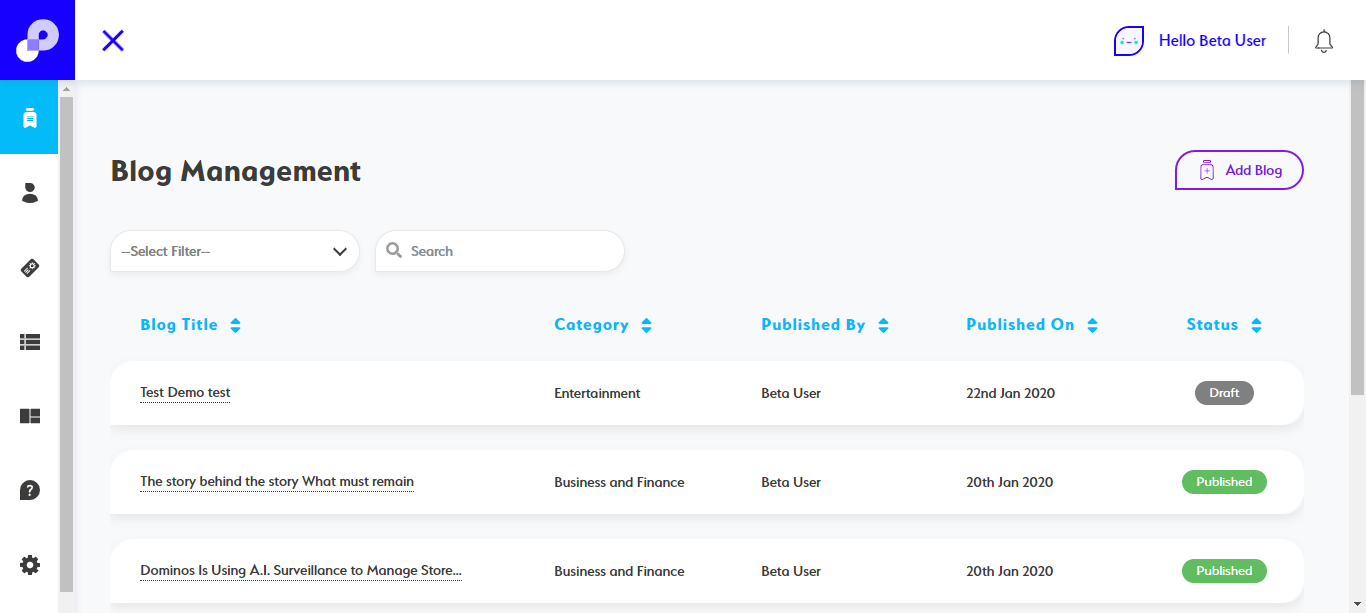 Hello Beta User
Blog Management
Add Blog
--Select Filter--
Search
Blog Title Category Published By Published On Status
Test Demo test Entertainment Beta User 22nd Jan 2020 Draft
The story behind the story What must remain Business and Finance Beta User 20th Jan 2020 Published
Dominos Is Using A.I. Surveillance to Manage Store... Business and Finance Beta User 20th Jan 2020 Published